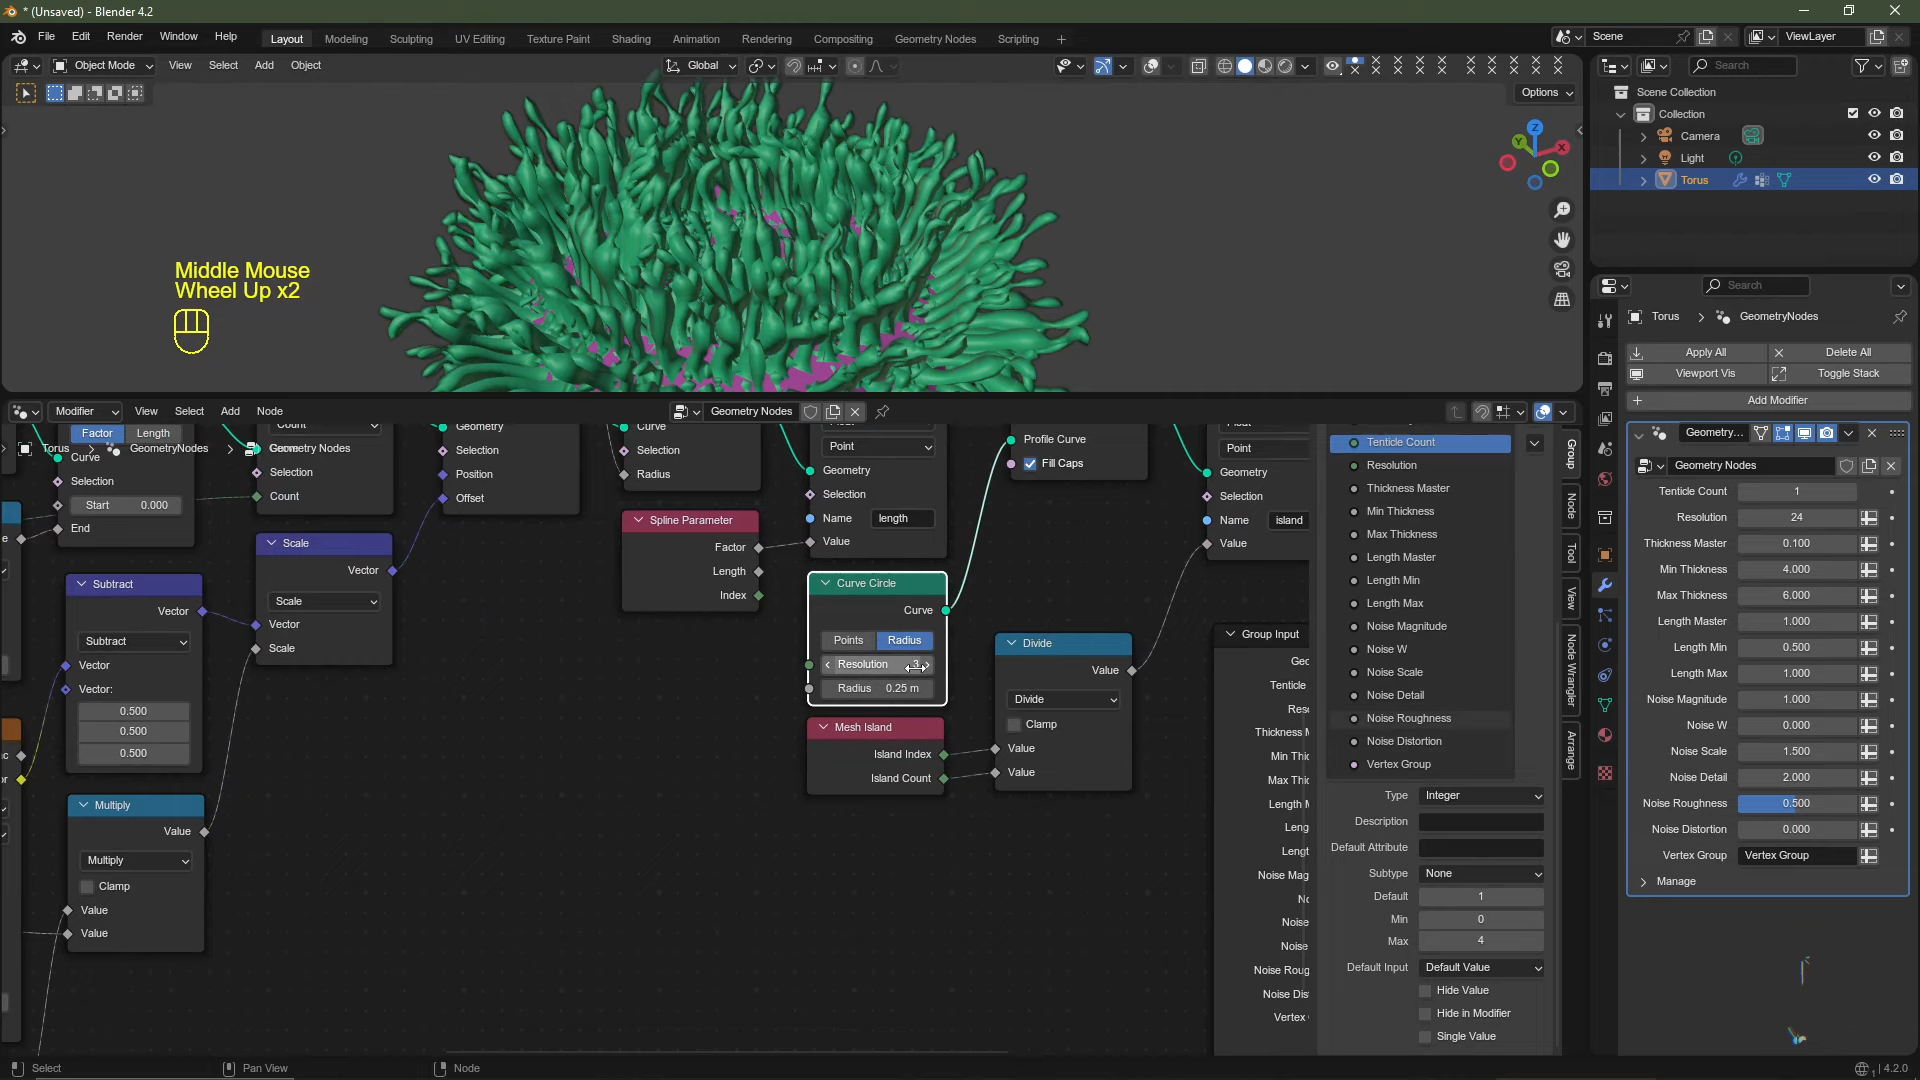 * (Unsaved) - Blender 4.2
File Edit Render Window Help
Layout Modeling Sculpting UV Editing Texture Paint Shading Animation Rendering Compositing Geometry Nodes Scripting +
Scene
ViewLayer
Object Mode View Select Add Object
Global
Options
Z
Y
X
Middle Mouse
Wheel Up x2
Search
Scene Collection
Collection
Camera
Light
Torus
Search
Torus > GeometryNodes
Apply All Delete All
Viewport Vis Toggle Stack
Add Modifier
Geometry...
Geometry Nodes
Tenticle Count 1
Resolution 24
Thickness Master 0.100
Min Thickness 4.000
Max Thickness 6.000
Length Master 1.000
Length Min 0.500
Length Max 1.000
Noise Magnitude 1.000
Noise W 0.000
Noise Scale 1.500
Noise Detail 2.000
Noise Roughness 0.500
Noise Distortion 0.000
Vertex Group Vertex Group
Manage
Modifier View Select Add Node
Geometry Nodes
Torus > GeometryNodes > Geometry Nodes
Factor Length
Curve
Selection
Start 0.000
End
Count
Selection
Count
Geometry
Selection
Position
Offset
Curve
Selection
Radius
Point
Geometry
Selection
Name length
Value
Profile Curve
Fill Caps
Point
Geometry
Selection
Name island
Value
Subtract
Vector
Subtract
Vector
Vector:
0.500
0.500
0.500
Scale
Vector
Scale
Vector
Scale
Multiply
Value
Multiply
Clamp
Value
Value
Spline Parameter
Factor
Length
Index
Curve Circle
Curve
Points Radius
Resolution 3
Radius 0.25 m
Mesh Island
Island Index
Island Count
Divide
Value
Divide
Clamp
Value
Value
Group Input
Tenticle Count
Resolution
Thickness Master
Min Thickness
Max Thickness
Length Master
Length Min
Length Max
Noise Magnitude
Noise W
Noise Scale
Noise Detail
Noise Roughness
Noise Distortion
Vertex Group
Type Integer
Description
Default Attribute
Subtype None
Default 1
Min 0
Max 4
Default Input Default Value
Hide Value
Hide in Modifier
Single Value
Group
Node
Tool
View
Node Wrangler
Arrange
Select
Pan View
Node
4.2.0